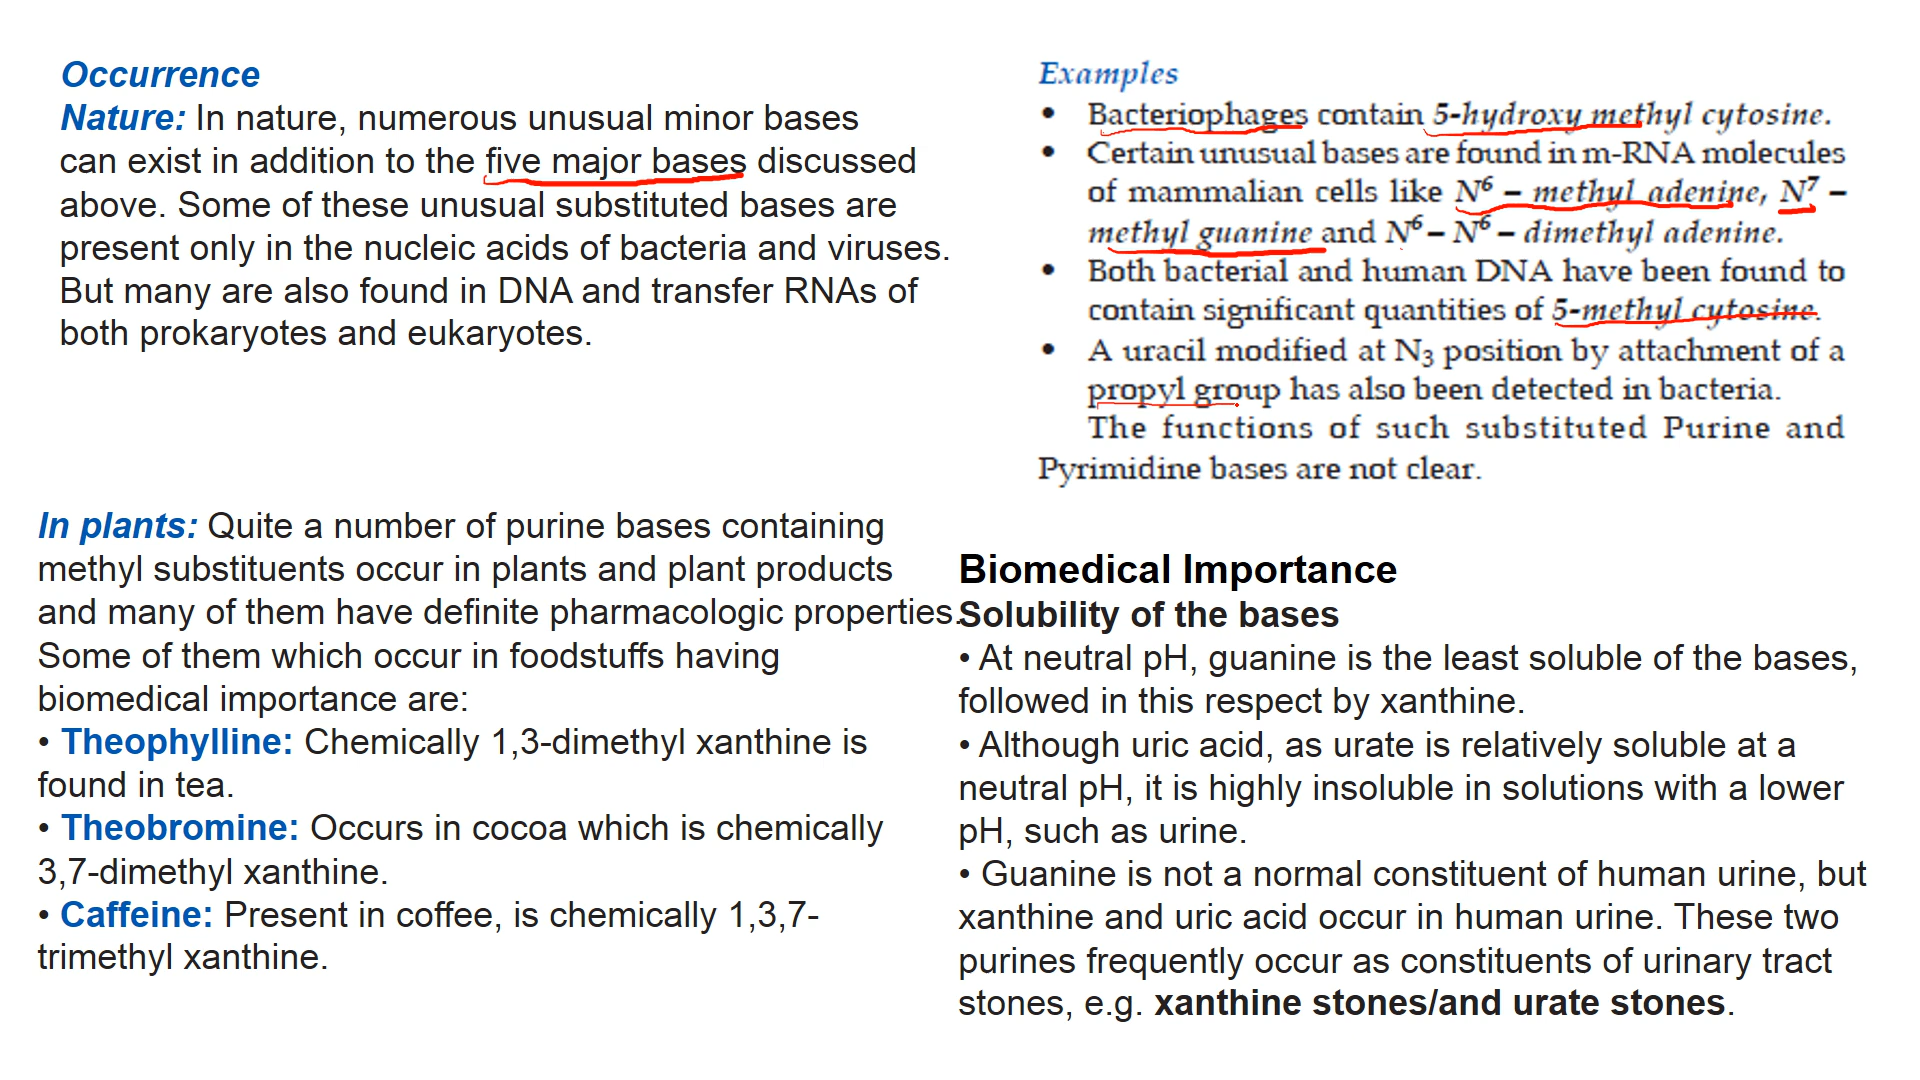 Occurrence
Nature: In nature, numerous unusual minor bases
can exist in addition to the five major bases discussed
above. Some of these unusual substituted bases are
present only in the nucleic acids of bacteria and viruses.
But many are also found in DNA and transfer RNAs of
both prokaryotes and eukaryotes.
In plants: Quite a number of purine bases containing
methyl substituents occur in plants and plant products
and many of them have definite pharmacologic properties.
Some of them which occur in foodstuffs having
biomedical importance are:
• Theophylline: Chemically 1,3-dimethyl xanthine is
found in tea.
• Theobromine: Occurs in cocoa which is chemically
3,7-dimethyl xanthine.
• Caffeine: Present in coffee, is chemically 1,3,7-
trimethyl xanthine.
Examples
• Bacteriophages contain 5-hydroxy methyl cytosine.
• Certain unusual bases are found in m-RNA molecules
of mammalian cells like N⁶ – methyl adenine, N⁷ –
methyl guanine and N⁶ – N⁶ – dimethyl adenine.
• Both bacterial and human DNA have been found to
contain significant quantities of 5-methyl cytosine.
• A uracil modified at N₃ position by attachment of a
propyl group has also been detected in bacteria.
The functions of such substituted Purine and
Pyrimidine bases are not clear.
Biomedical Importance
Solubility of the bases
• At neutral pH, guanine is the least soluble of the bases,
followed in this respect by xanthine.
• Although uric acid, as urate is relatively soluble at a
neutral pH, it is highly insoluble in solutions with a lower
pH, such as urine.
• Guanine is not a normal constituent of human urine, but
xanthine and uric acid occur in human urine. These two
purines frequently occur as constituents of urinary tract
stones, e.g. xanthine stones/and urate stones.